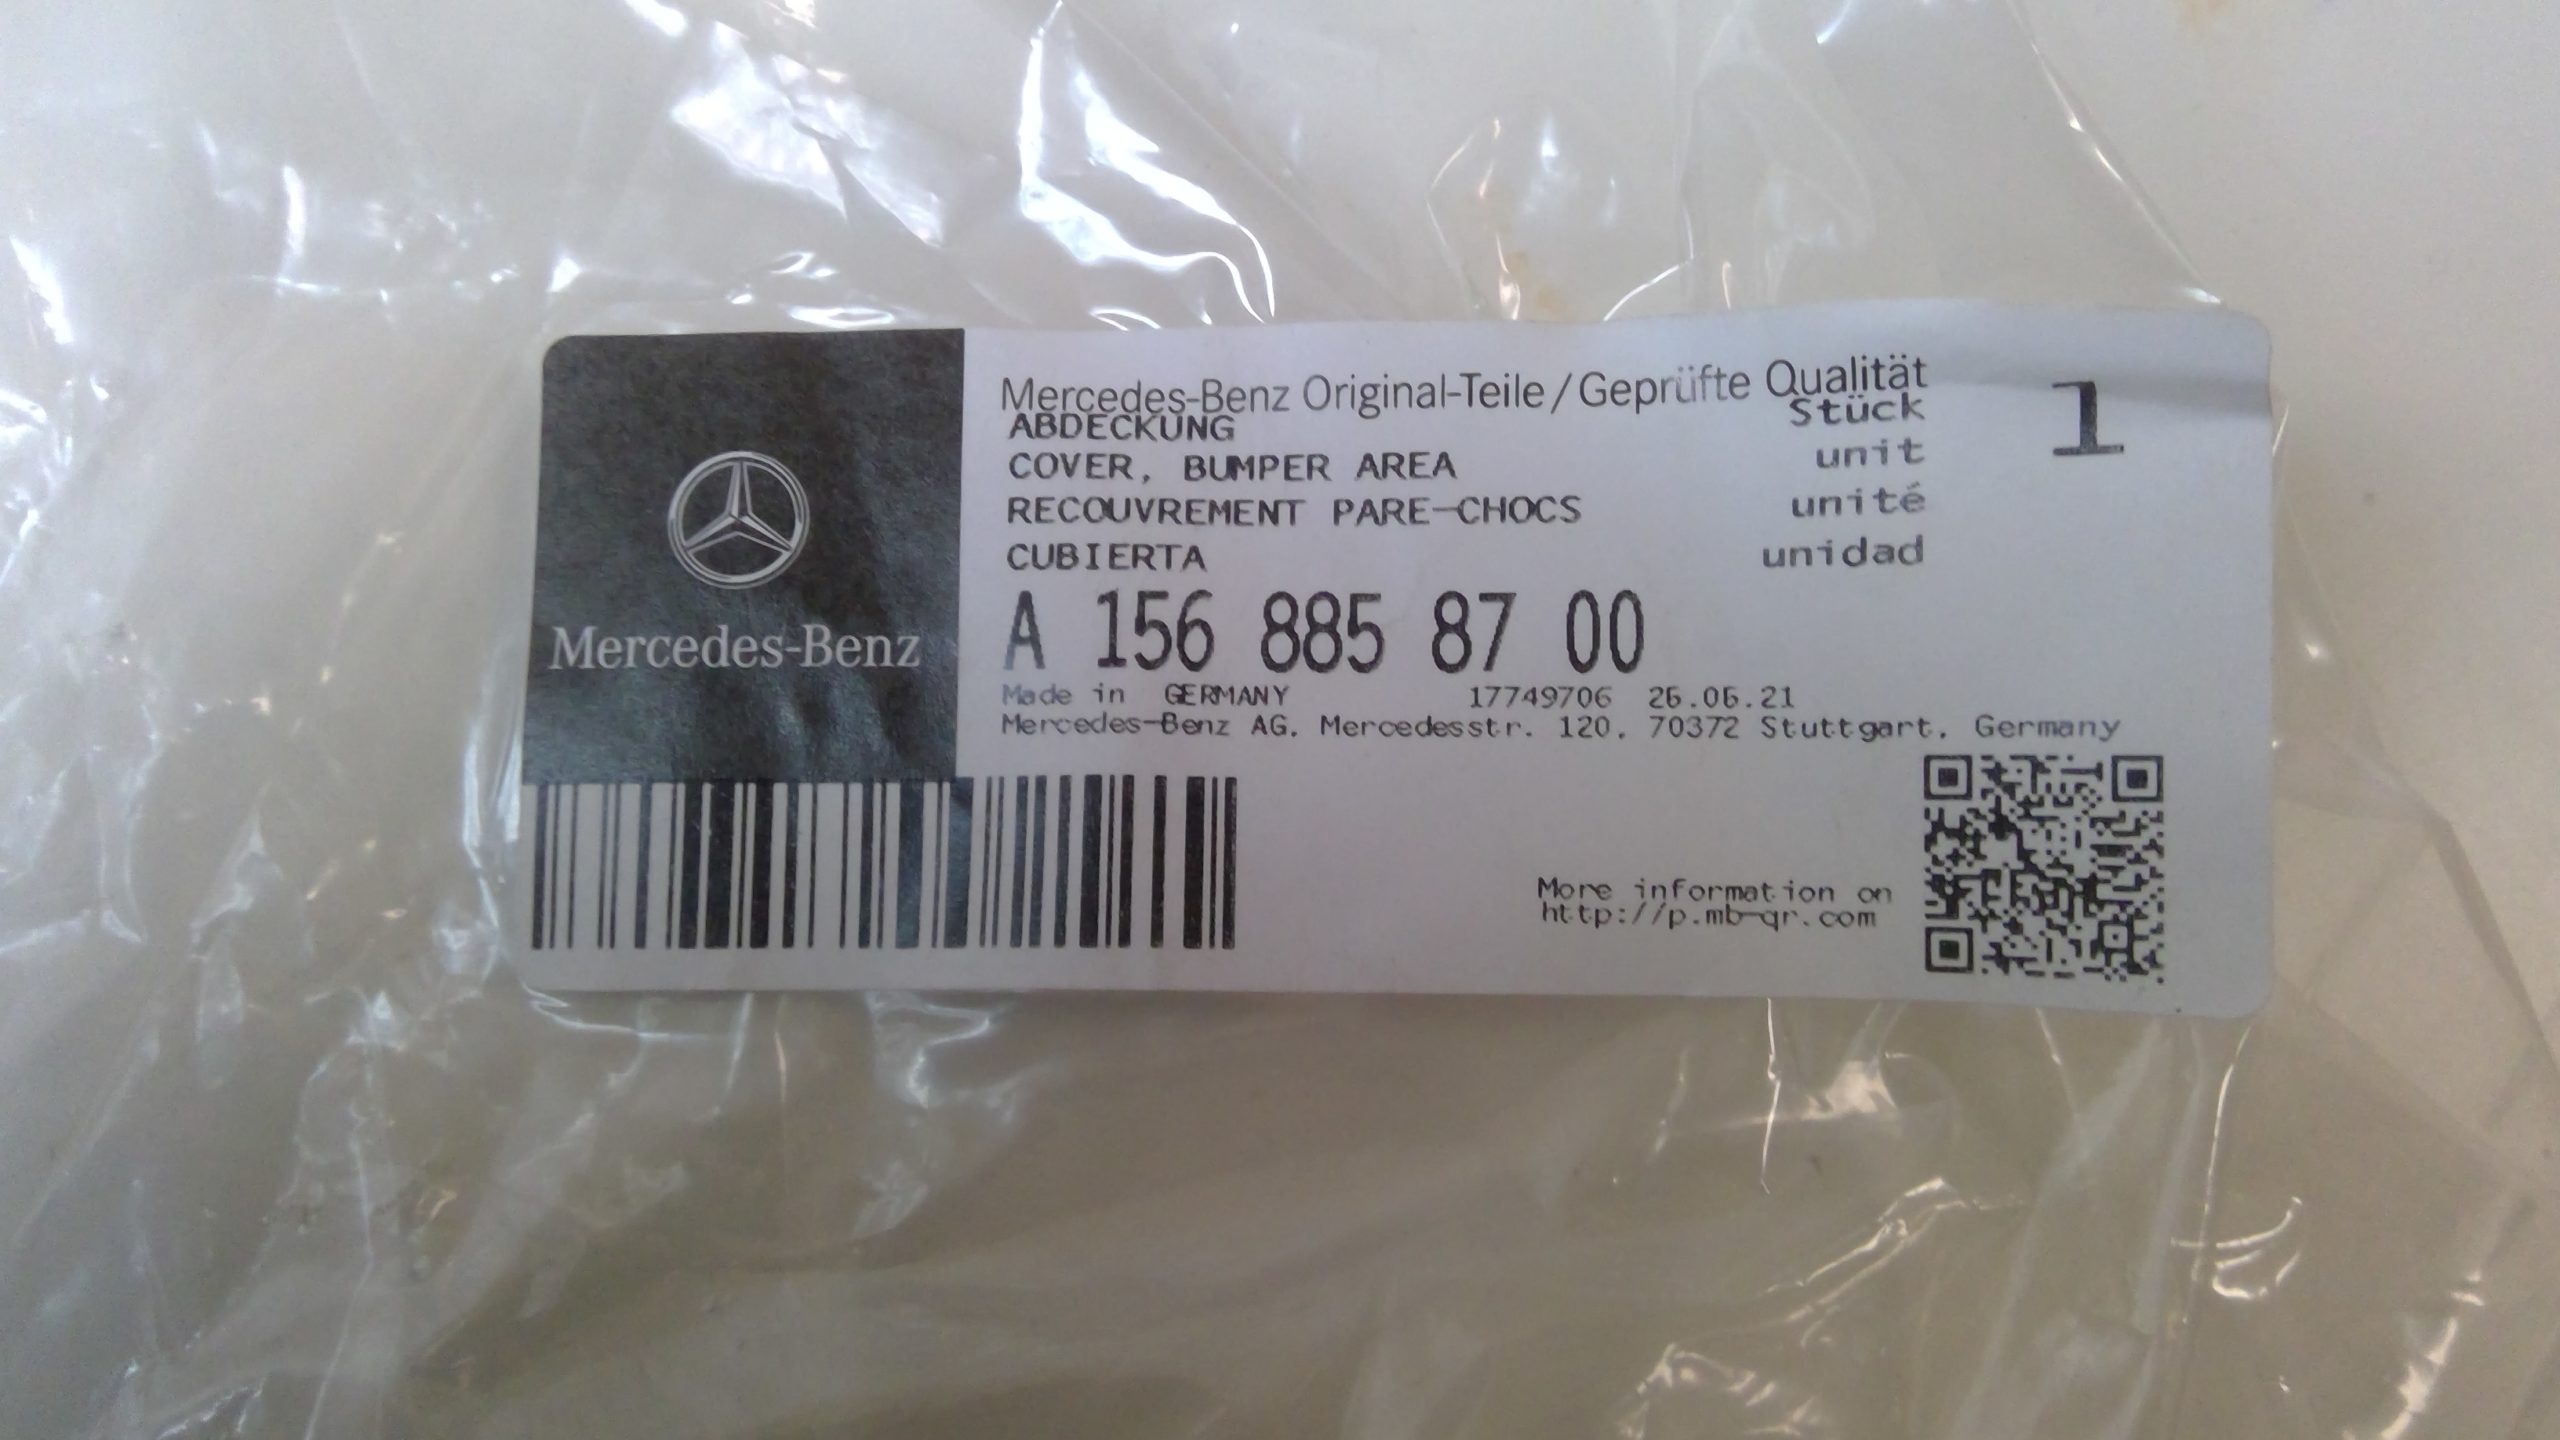 Mercedes-Benz
Mercedes-Benz Original-Teile/Geprüfte Qualität
ABDECKUNG Stück 1
COVER, BUMPER AREA unit
RECOUVREMENT PARE-CHOCS unité
CUBIERTA unidad
A 156 885 87 00
Made in GERMANY 17749706 26.06.21
Mercedes-Benz AG. Mercedesstr. 120. 70372 Stuttgart. Germany
More information on
http://p.mb-qr.com